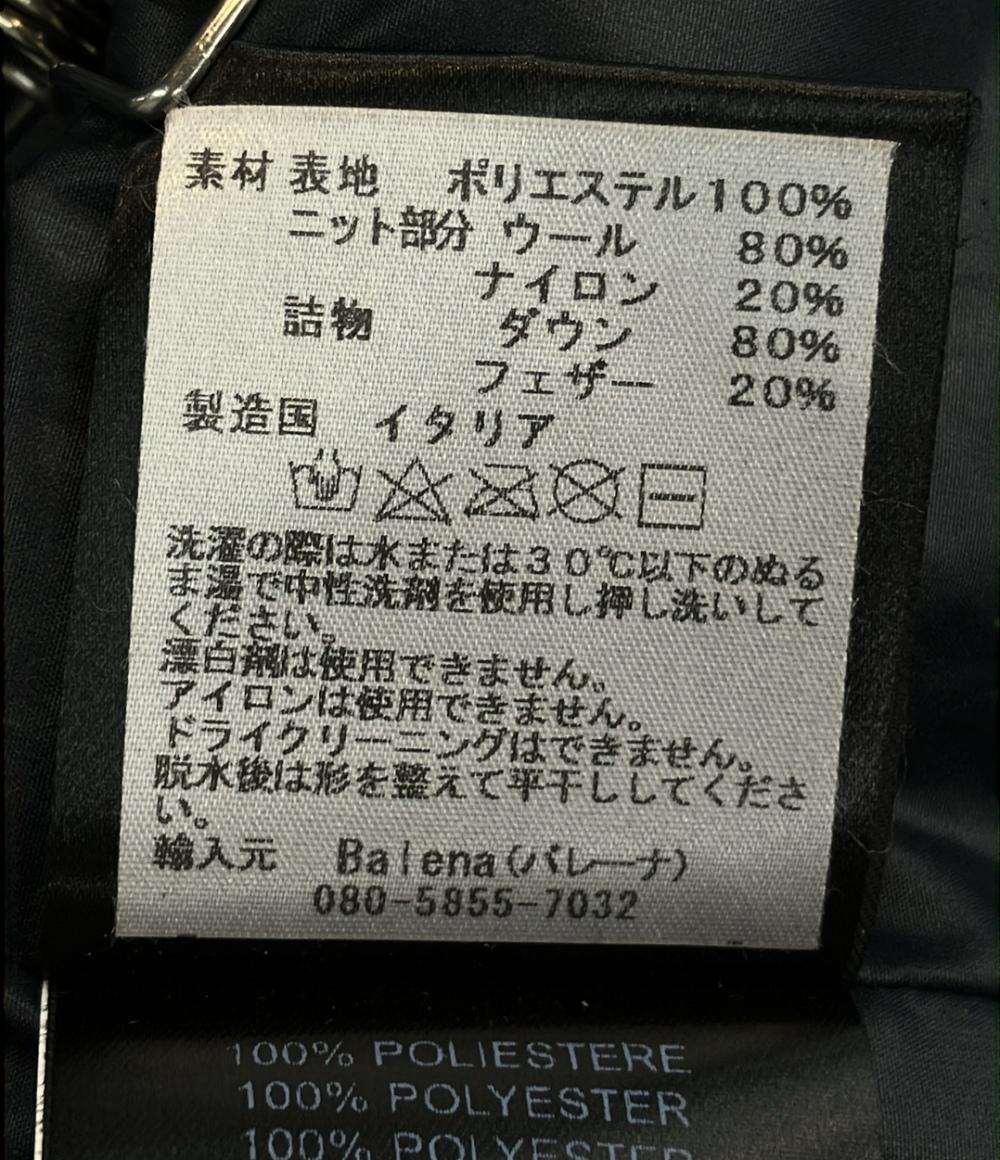 素材 表地 ポリエステル100%
ニット部分 ウール 80%
ナイロン 20%
詰物 ダウン 80%
フェザー 20%
製造国 イタリア
洗濯の際は水または30℃以下のぬる
ま湯で中性洗剤を使用し押し洗いして
ください。
漂白剤は使用できません。
アイロンは使用できません。
ドライクリーニングはできません。
脱水後は形を整えて平干ししてくださ
い。
輸入元 Balena(バレーナ)
080-5855-7032
100% POLIESTERE
100% POLYESTER
100% POLYESTER